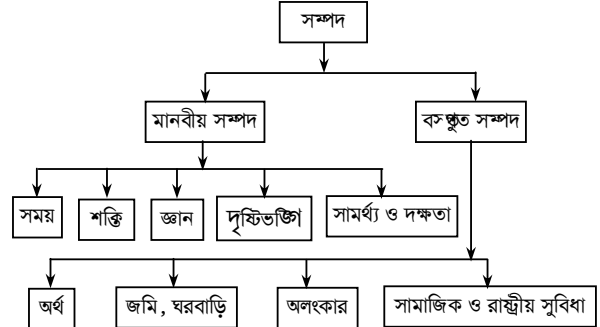 সম্পদ
মানবীয় সম্পদ
বস্তুগত সম্পদ
সময়
শক্তি
জ্ঞান
দৃষ্টিভঙ্গি
সামর্থ্য ও দক্ষতা
অর্থ
জমি, ঘরবাড়ি
অলংকার
সামাজিক ও রাষ্ট্রীয় সুবিধা